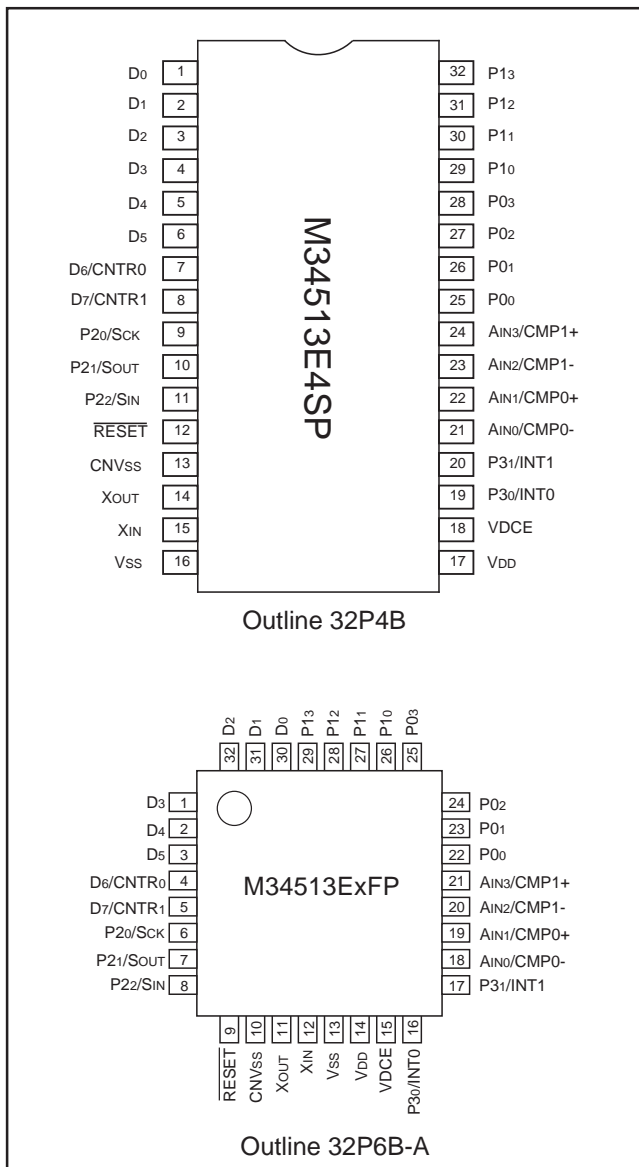 D0 1 32 P13
D1 2 31 P12
D2 3 30 P11
D3 4 29 P10
D4 5 28 P03
D5 6 27 P02
D6/CNTR0 7 26 P01
D7/CNTR1 8 25 P00
P20/SCK 9 24 AIN3/CMP1+
P21/SOUT 10 23 AIN2/CMP1-
P22/SIN 11 22 AIN1/CMP0+
RESET 12 21 AIN0/CMP0-
CNVSS 13 20 P31/INT1
XOUT 14 19 P30/INT0
XIN 15 18 VDCE
VSS 16 17 VDD
M34513E4SP
Outline 32P4B
D2 D1 D0 P13 P12 P11 P10 P03
32 31 30 29 28 27 26 25
D3 1 24 P02
D4 2 23 P01
D5 3 22 P00
D6/CNTR0 4 21 AIN3/CMP1+
D7/CNTR1 5 20 AIN2/CMP1-
P20/SCK 6 19 AIN1/CMP0+
P21/SOUT 7 18 AIN0/CMP0-
P22/SIN 8 17 P31/INT1
M34513ExFP
9 10 11 12 13 14 15 16
RESET CNVSS XOUT XIN VSS VDD VDCE P30/INT0
Outline 32P6B-A